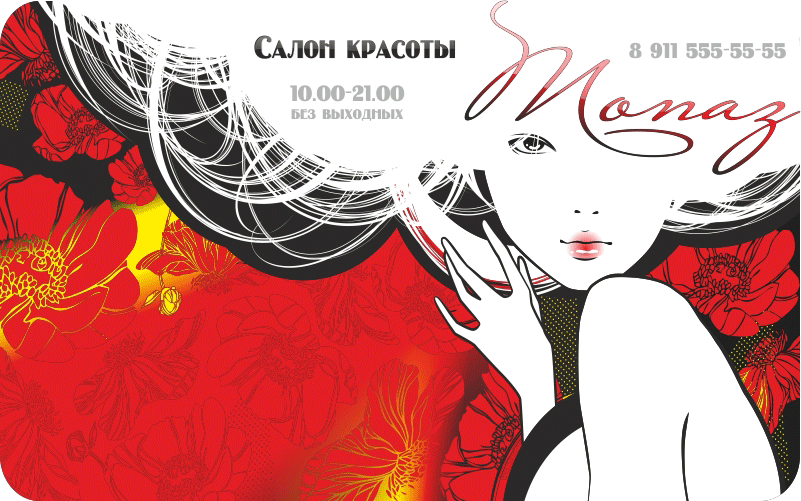 Салон красоты
8 911 555-55-55
Топаз
10.00-21.00
без выходных